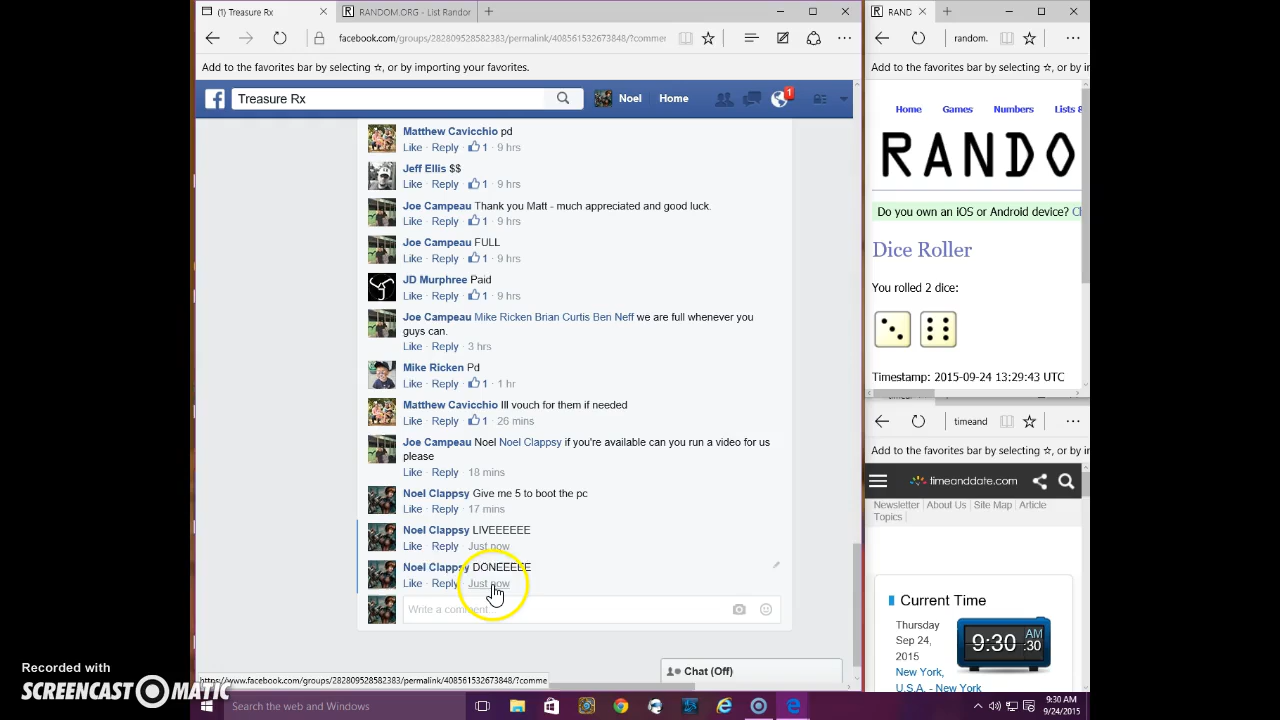 (1) Treasure Rx
RANDOM.ORG - List Randor
facebook.com/groups/282809528582383/permalink/408561532673848/?comme
Add to the favorites bar by selecting ☆, or by importing your favorites.
Treasure Rx
Noel
Home
1
Matthew Cavicchio pd
Like · Reply · 1 · 9 hrs
Jeff Ellis $$
Like · Reply · 1 · 9 hrs
Joe Campeau Thank you Matt - much appreciated and good luck.
Like · Reply · 1 · 9 hrs
Joe Campeau FULL
Like · Reply · 1 · 9 hrs
JD Murphree Paid
Like · Reply · 1 · 9 hrs
Joe Campeau Mike Ricken Brian Curtis Ben Neff we are full whenever you
guys can.
Like · Reply · 3 hrs
Mike Ricken Pd
Like · Reply · 1 · 1 hr
Matthew Cavicchio Ill vouch for them if needed
Like · Reply · 1 · 26 mins
Joe Campeau Noel Noel Clappsy if you're available can you run a video for us
please
Like · Reply · 18 mins
Noel Clappsy Give me 5 to boot the pc
Like · Reply · 17 mins
Noel Clappsy LIVEEEEEE
Like · Reply · Just now
Noel Clappsy DONEEEEE
Like · Reply · Just now
Write a comment...
Chat (Off)
https://www.facebook.com/groups/282809528582383/permalink/408561532673848/?comme
RAND
random.
Add to the favorites bar by selecting ☆, or by im
Home Games Numbers Lists &
RANDO
Do you own an iOS or Android device?
Dice Roller
You rolled 2 dice:
Timestamp: 2015-09-24 13:29:43 UTC
timeand
Add to the favorites bar by selecting ☆, or by im
timeanddate.com
Newsletter | About Us | Site Map | Article
Topics |
Current Time
Thursday
Sep 24,
2015
New York,
U.S.A. - New York
9:30 AM :30
Recorded with
SCREENCAST MATIC
Search the web and Windows
9:30 AM
9/24/2015